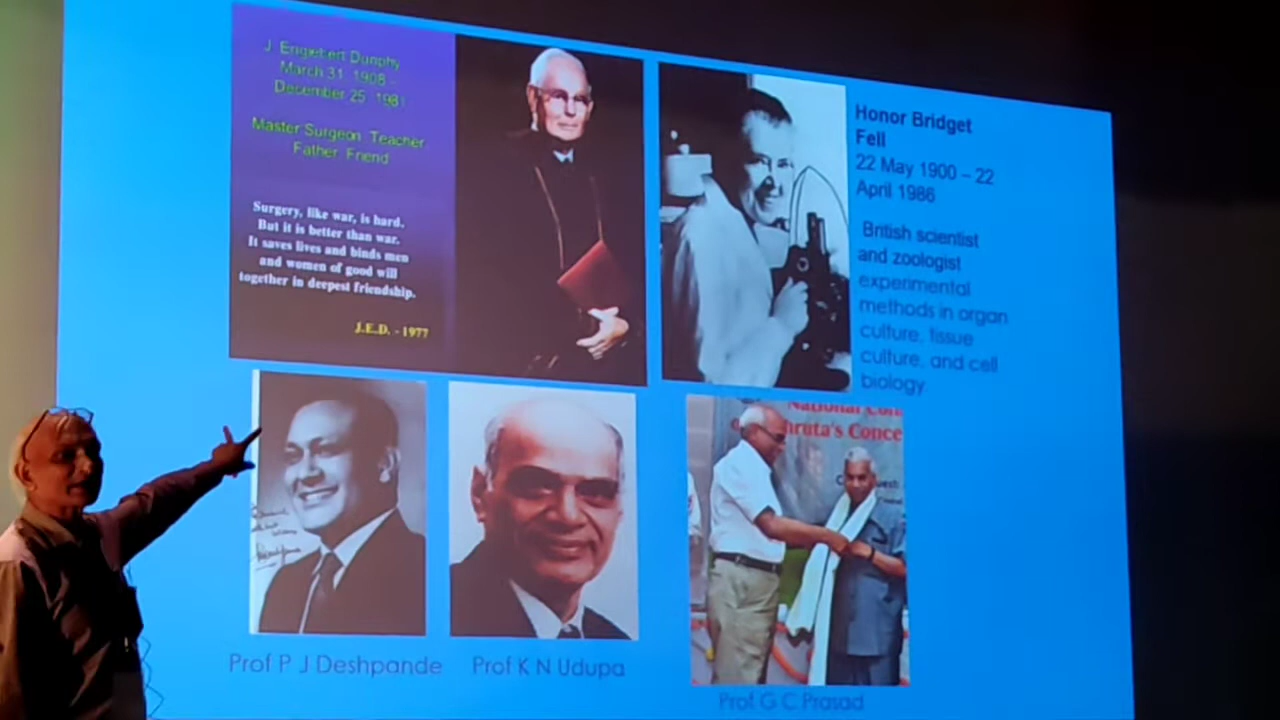 J. Englebert Dunphy
March 31, 1908 -
December 25, 1981
Master Surgeon, Teacher
Father, Friend
Surgery, like war, is hard.
But it is better than war.
It saves lives and binds men
and women of good will
together in deepest friendship.
J.E.D. - 1977
Honor Bridget
Fell
22 May 1900 – 22
April 1986
British scientist
and zoologist
experimental
methods in organ
culture, tissue
culture, and cell
biology
National Con
hruta's Conce
Prof P J Deshpande
Prof K N Udupa
Prof G C Prasad